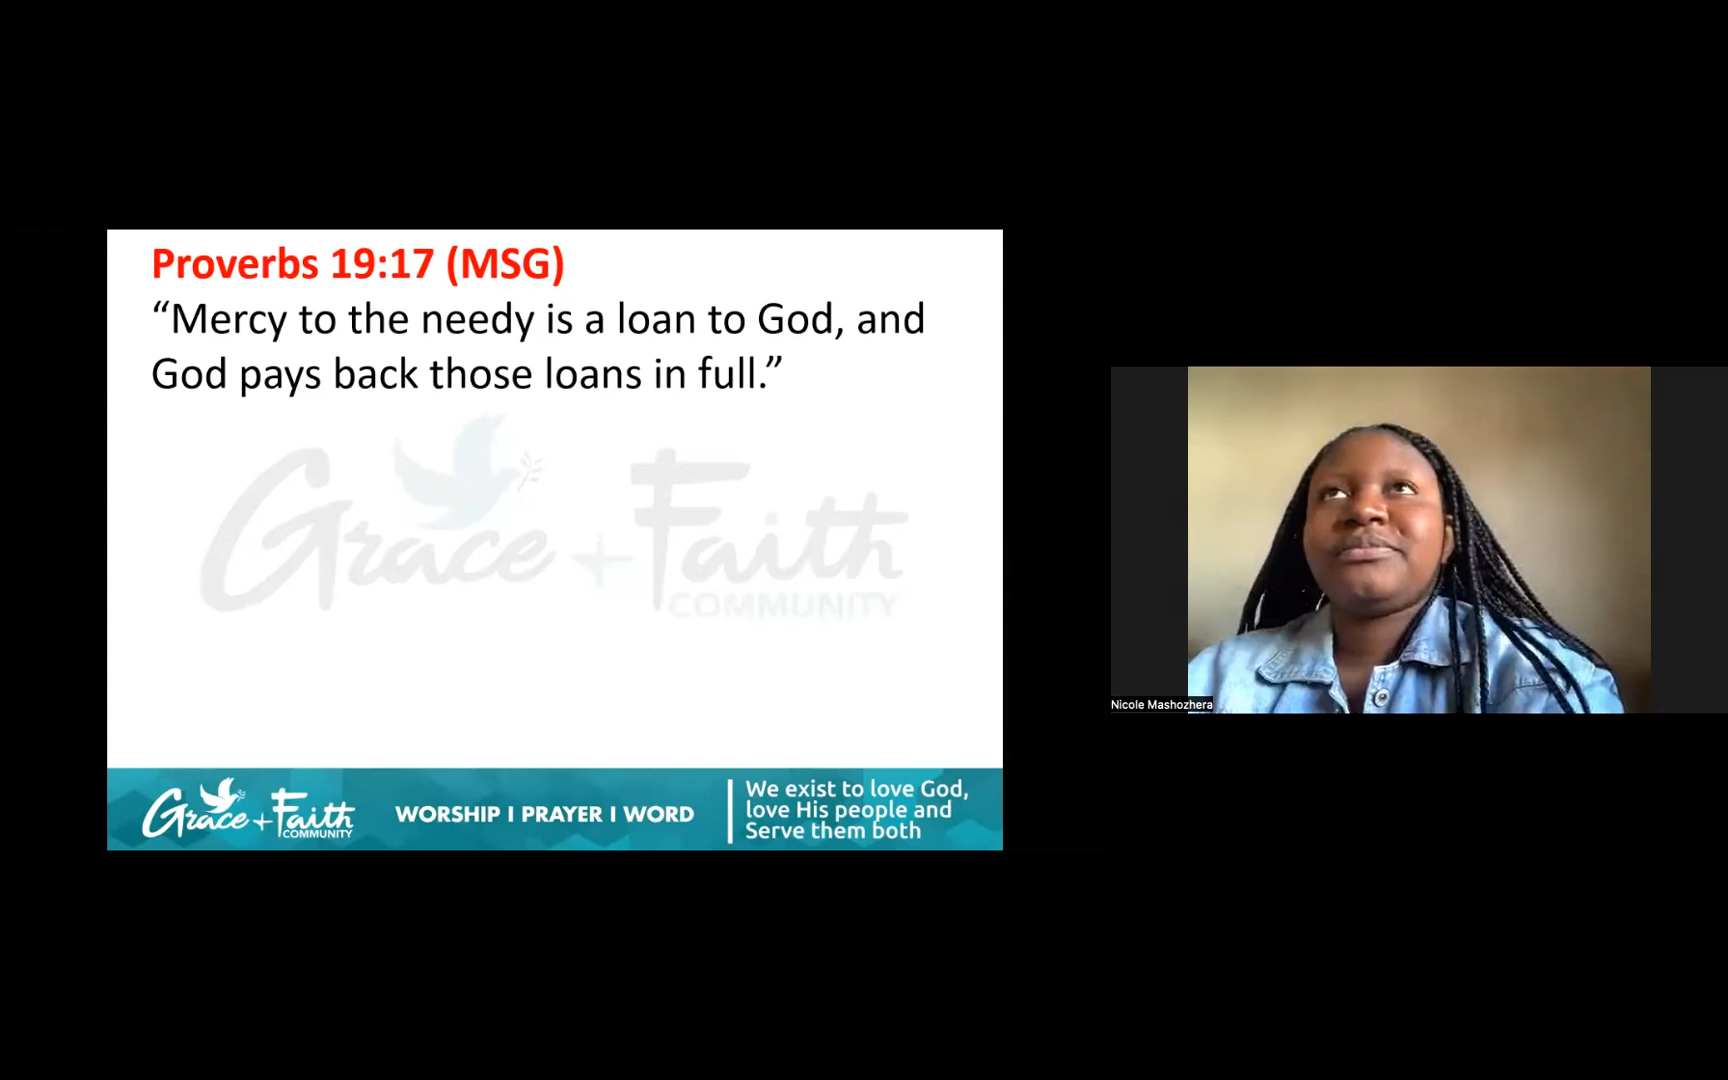 Proverbs 19:17 (MSG)
“Mercy to the needy is a loan to God, and
God pays back those loans in full.”
Grace + Faith
COMMUNITY
Grace + Faith
COMMUNITY
WORSHIP I PRAYER I WORD
We exist to love God,
love His people and
Serve them both
Nicole Mashozhera